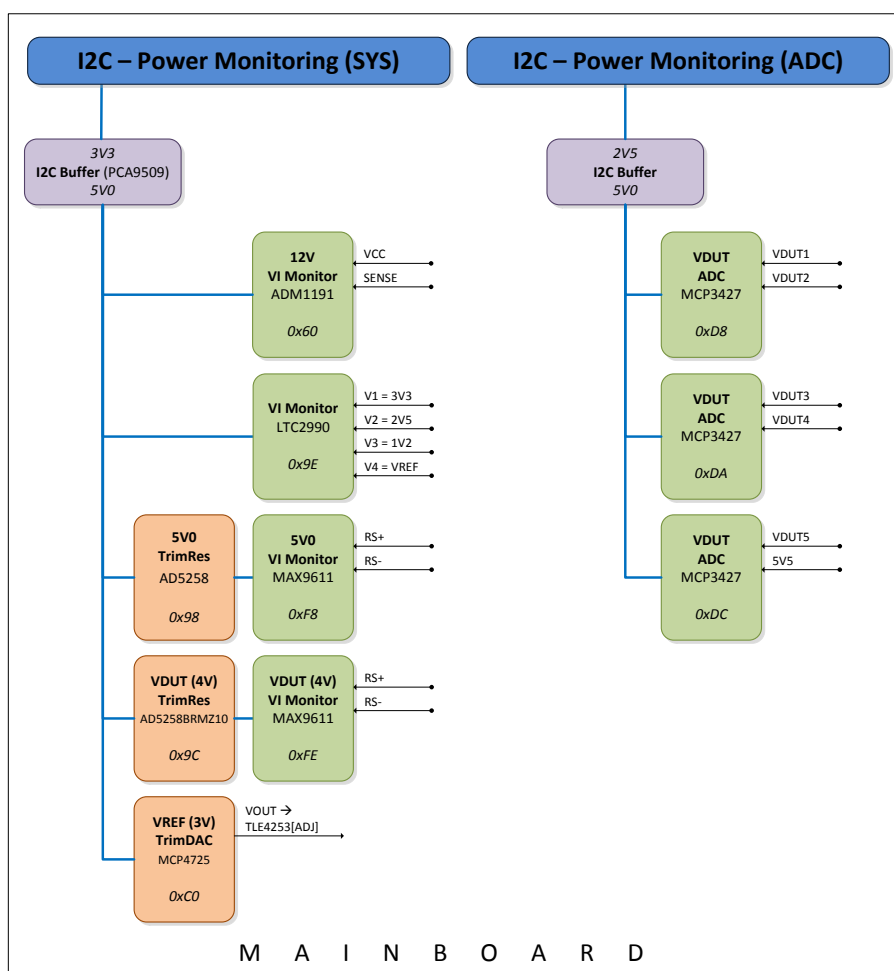 I2C – Power Monitoring (SYS)
3V3
I2C Buffer (PCA9509)
5V0
12V
VI Monitor
ADM1191
0x60
VCC
SENSE
VI Monitor
LTC2990
0x9E
V1 = 3V3
V2 = 2V5
V3 = 1V2
V4 = VREF
5V0
TrimRes
AD5258
0x98
5V0
VI Monitor
MAX9611
0xF8
RS+
RS-
VDUT (4V)
TrimRes
AD5258BRMZ10
0x9C
VDUT (4V)
VI Monitor
MAX9611
0xFE
RS+
RS-
VREF (3V)
TrimDAC
MCP4725
0xC0
VOUT →
TLE4253[ADJ]
I2C – Power Monitoring (ADC)
2V5
I2C Buffer
5V0
VDUT
ADC
MCP3427
0xD8
VDUT1
VDUT2
VDUT
ADC
MCP3427
0xDA
VDUT3
VDUT4
VDUT
ADC
MCP3427
0xDC
VDUT5
5V5
M A I N B O A R D